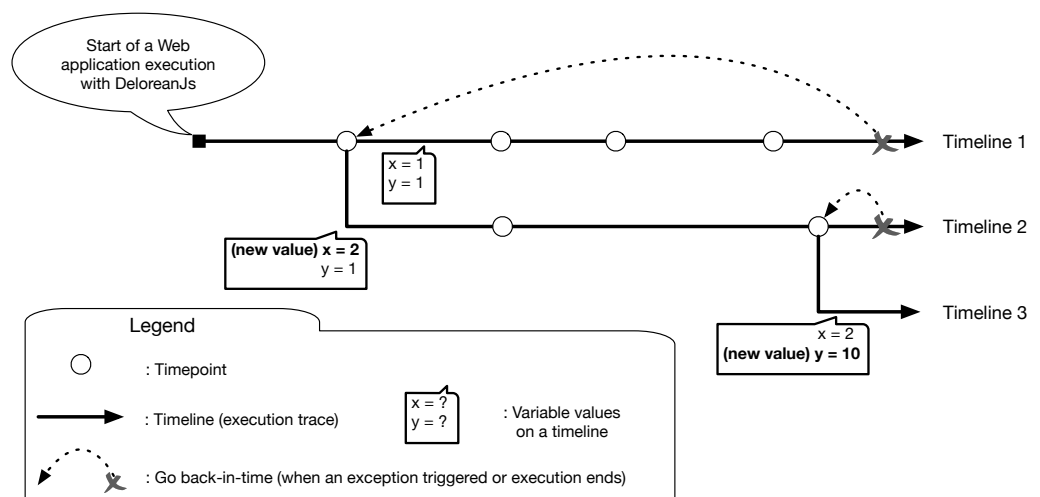 Start of a Web
application execution
with DeloreanJs
Timeline 1
x = 1
y = 1
Timeline 2
(new value) x = 2
y = 1
Timeline 3
x = 2
(new value) y = 10
Legend
: Timepoint
: Timeline (execution trace)
x = ?
y = ?
: Variable values
on a timeline
: Go back-in-time (when an exception triggered or execution ends)